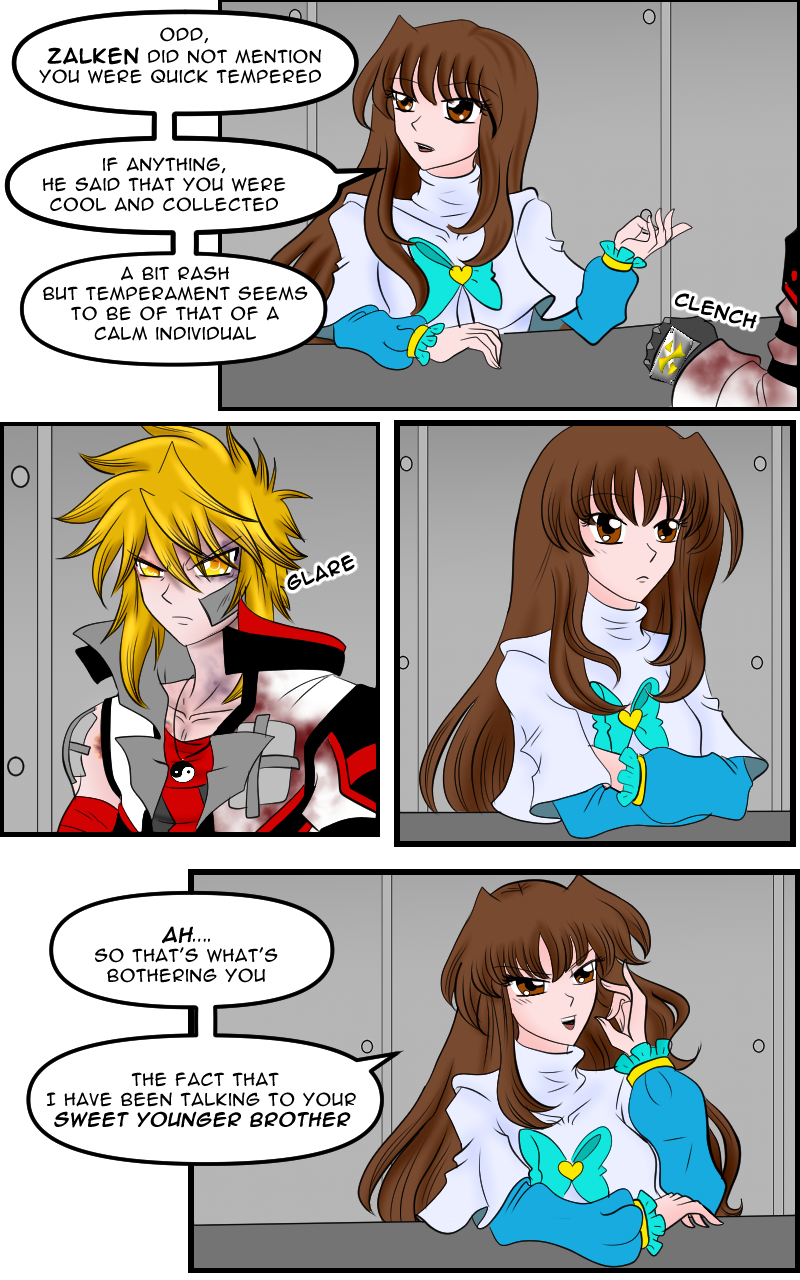 ODD,
ZALKEN DID NOT MENTION
YOU WERE QUICK TEMPERED
IF ANYTHING,
HE SAID THAT YOU WERE
COOL AND COLLECTED
A BIT RASH
BUT TEMPERAMENT SEEMS
TO BE OF THAT OF A
CALM INDIVIDUAL
CLENCH
GLARE
AH....
SO THAT'S WHAT'S
BOTHERING YOU
THE FACT THAT
I HAVE BEEN TALKING TO YOUR
SWEET YOUNGER BROTHER